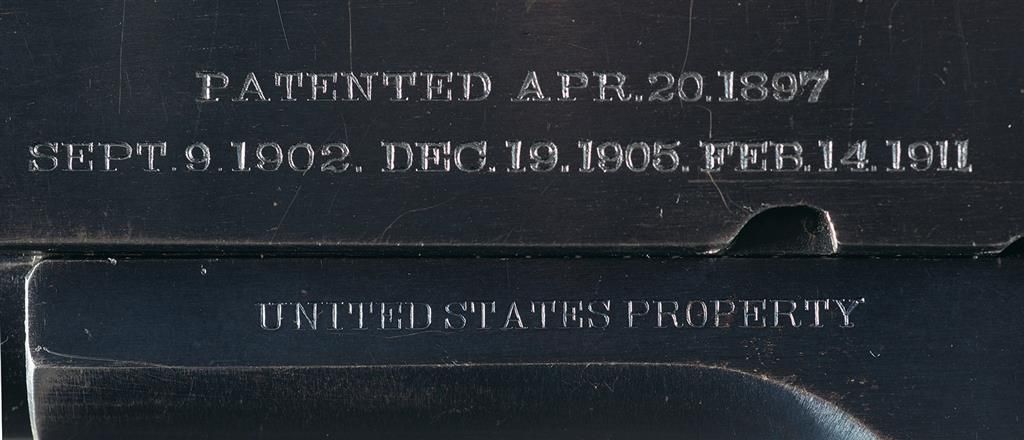 PATENTED APR.20.1897
SEPT.9.1902. DEC.19.1905.FEB.14.1911.
UNITED STATES PROPERTY